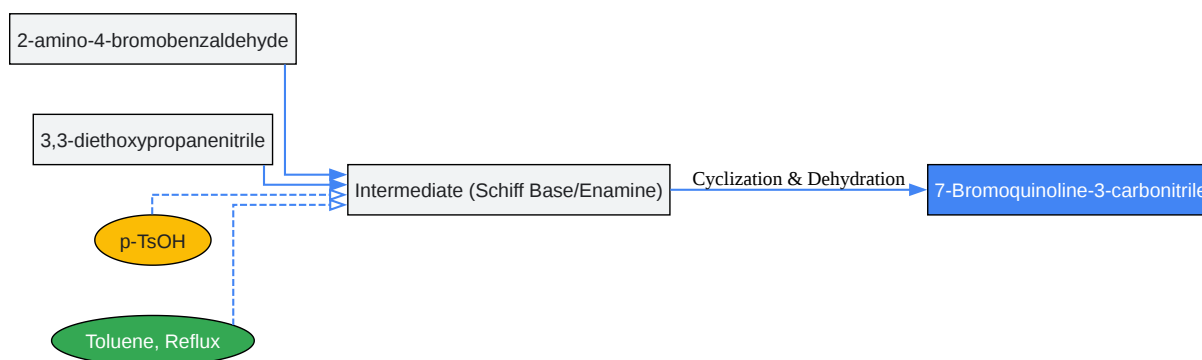 2-amino-4-bromobenzaldehyde
3,3-diethoxypropanenitrile
Intermediate (Schiff Base/Enamine)
Cyclization & Dehydration
7-Bromoquinoline-3-carbonitrile
p-TsOH
Toluene, Reflux